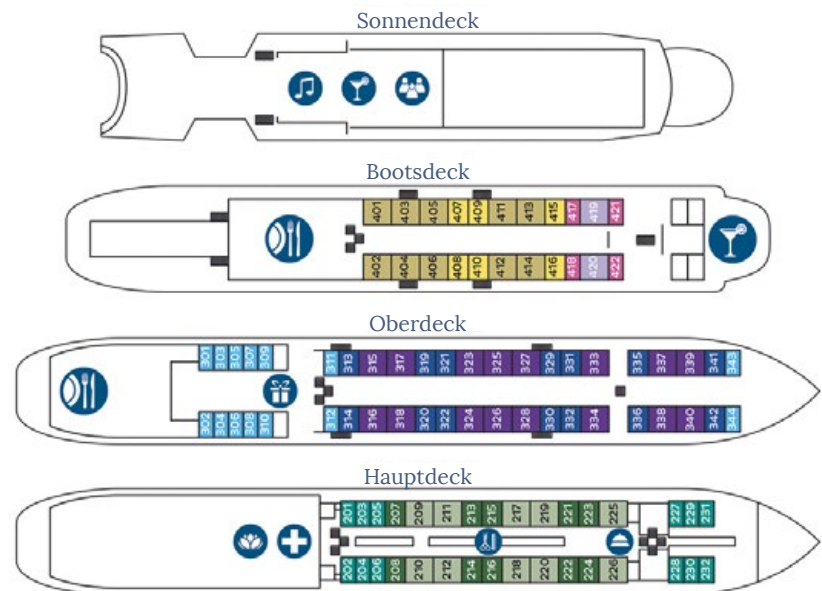 Sonnendeck
Bootsdeck
401 403 405 407 409 411 413 415 417 419 421
402 404 406 408 410 412 414 416 418 420 422
Oberdeck
301 303 305 307 309 311 313 315 317 319 321 323 325 327 329 331 333 335 337 339 341 343
302 304 306 308 310 312 314 316 318 320 322 324 326 328 330 332 334 336 338 340 342 344
Hauptdeck
201 203 205 207 209 211 213 215 217 219 221 223 225 227 229 231
202 204 206 208 210 212 214 216 218 220 222 224 226 228 230 232